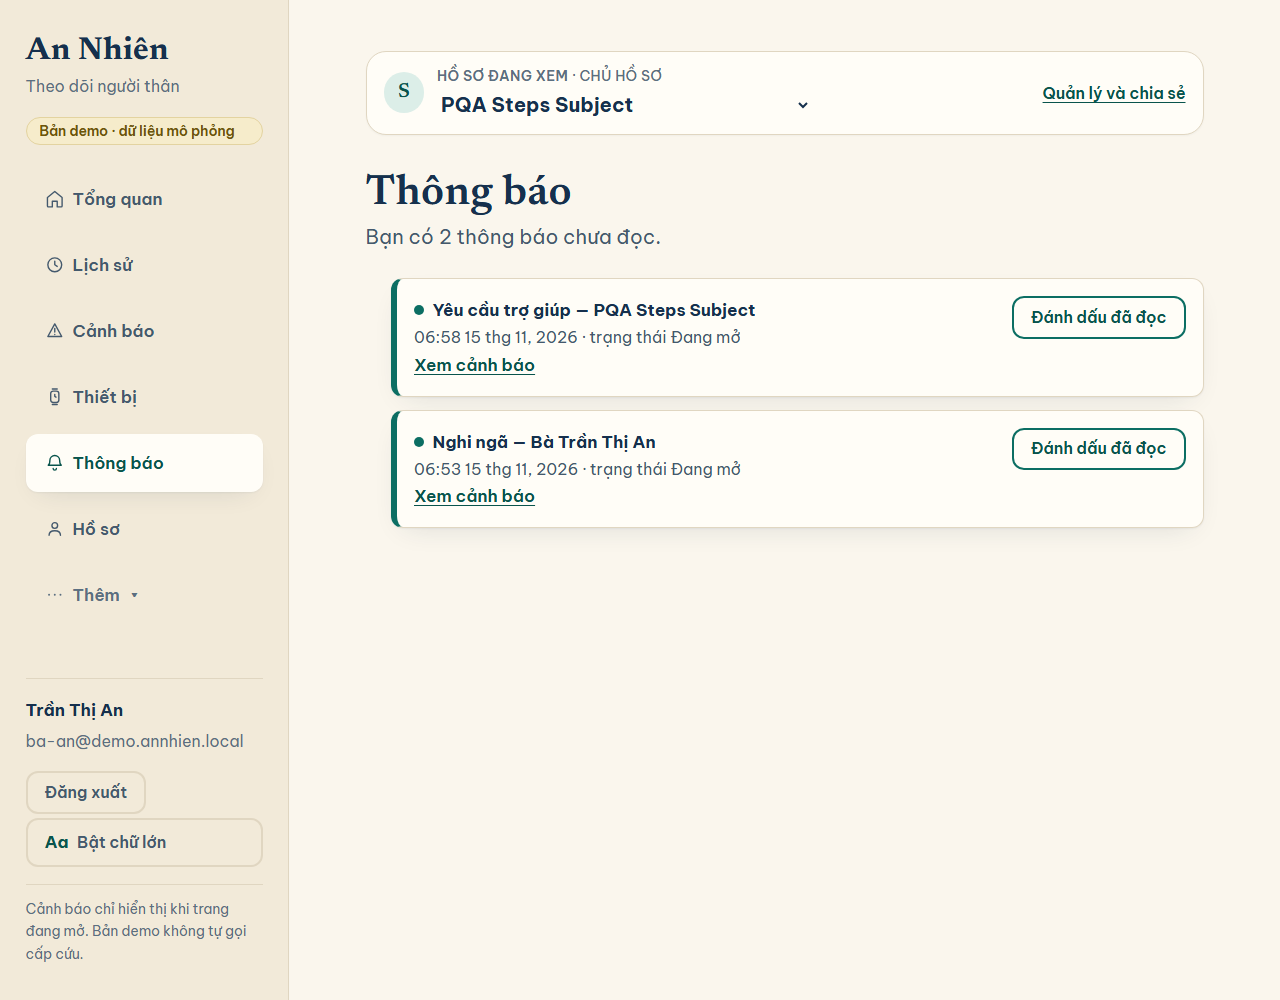 An Nhiên
Theo dõi người thân
Bản demo · dữ liệu mô phỏng
Tổng quan
Lịch sử
Cảnh báo
Thiết bị
Thông báo
Hồ sơ
Thêm
Trần Thị An
ba-an@demo.annhien.local
Đăng xuất
Aa Bật chữ lớn
Cảnh báo chỉ hiển thị khi trang
đang mở. Bản demo không tự gọi
cấp cứu.
S
HỒ SƠ ĐANG XEM · CHỦ HỒ SƠ
PQA Steps Subject
Quản lý và chia sẻ
Thông báo
Bạn có 2 thông báo chưa đọc.
Yêu cầu trợ giúp — PQA Steps Subject
06:58 15 thg 11, 2026 · trạng thái Đang mở
Xem cảnh báo
Đánh dấu đã đọc
Nghi ngã — Bà Trần Thị An
06:53 15 thg 11, 2026 · trạng thái Đang mở
Xem cảnh báo
Đánh dấu đã đọc